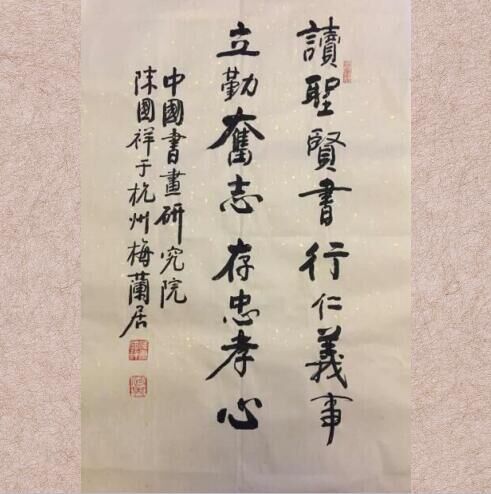 讀聖賢書行仁義事
立勤奮志存忠孝心
中國書畫研究院
陳國祥于杭州梅蘭居